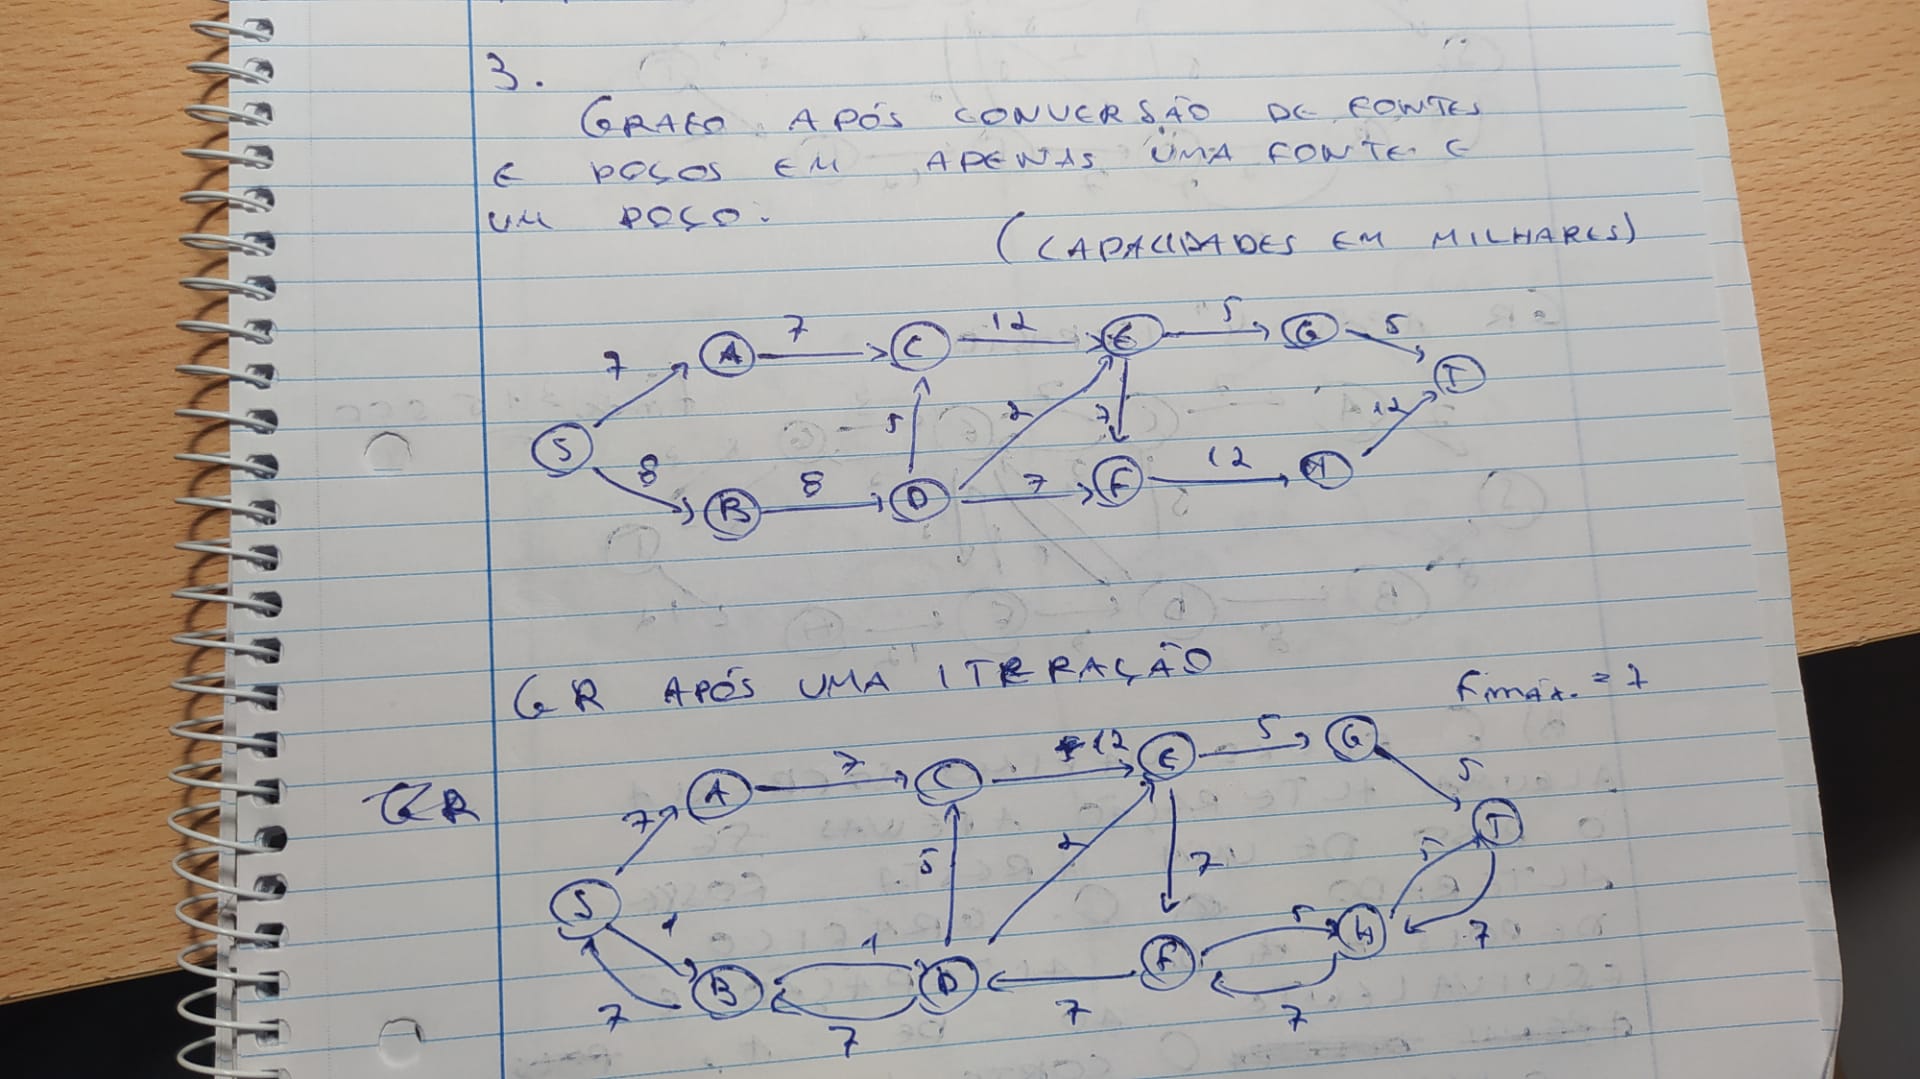 3.
GRAFO APÓS CONVERSÃO DE FONTES
E POÇOS EM APENAS UMA FONTE E
UM POÇO.
(CAPACIDADES EM MILHARES)
7 A 7 C 12 E 5 G 5
S 5 2 7 12 T
8 B 8 D 7 F 12 H
GR APÓS UMA ITERAÇÃO
Fmáx. = 7
GR
7 A 7 C 12 E 5 G 5
S 5 2 7 5 T
1 7 B 1 7 D 7 F 5 7 H 7